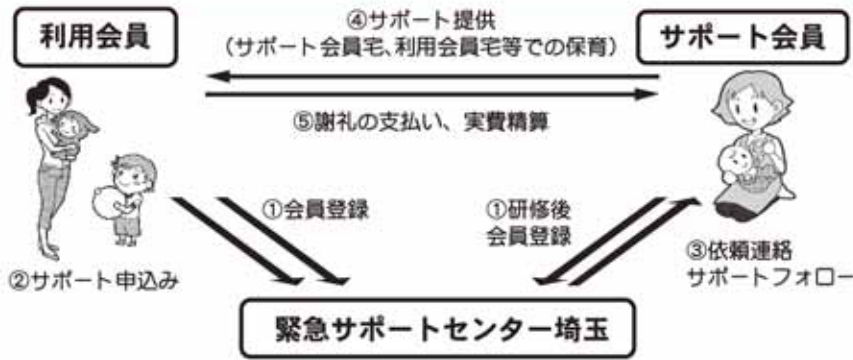 ④サポート提供
利用会員
(サポート会員宅、利用会員宅等での保育)
サポート会員
⑤謝礼の支払い、実費精算
①会員登録
①研修後
会員登録
②サポート申込み
③依頼連絡
サポートフォロー
緊急サポートセンター埼玉